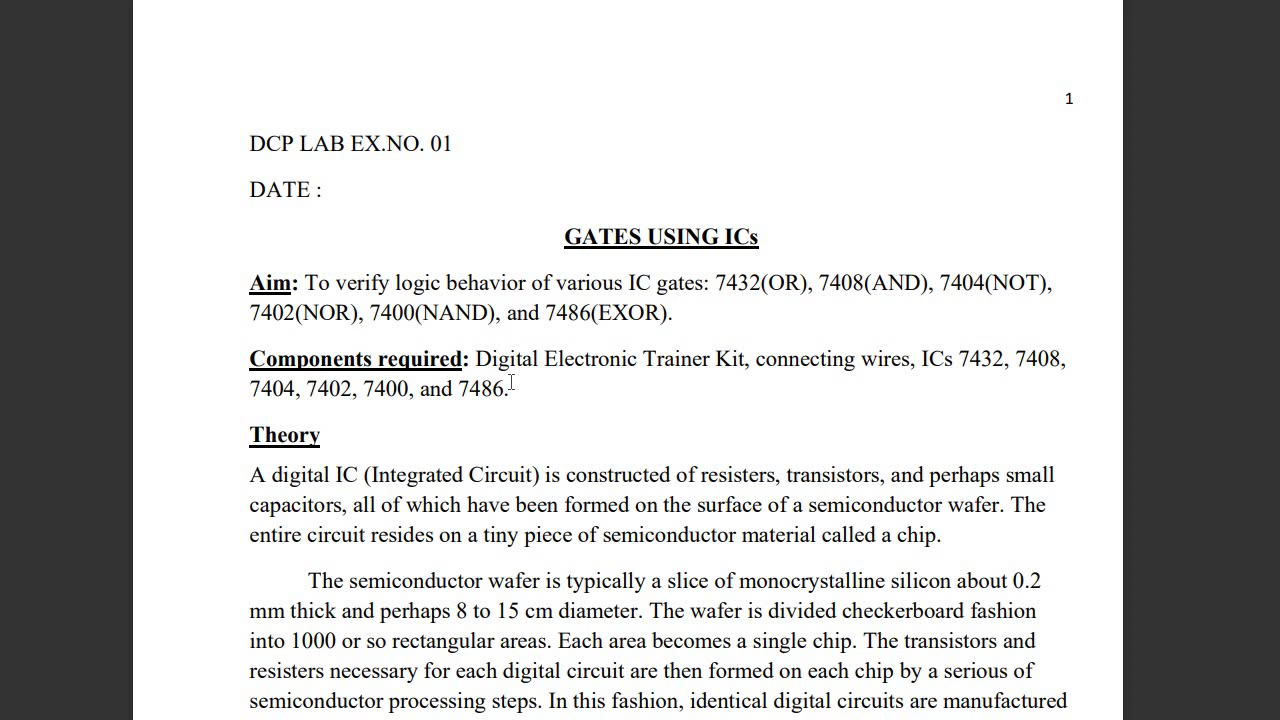 1
DCP LAB EX.NO. 01
DATE :
GATES USING ICs
Aim: To verify logic behavior of various IC gates: 7432(OR), 7408(AND), 7404(NOT),
7402(NOR), 7400(NAND), and 7486(EXOR).
Components required: Digital Electronic Trainer Kit, connecting wires, ICs 7432, 7408,
7404, 7402, 7400, and 7486.
Theory
A digital IC (Integrated Circuit) is constructed of resisters, transistors, and perhaps small
capacitors, all of which have been formed on the surface of a semiconductor wafer. The
entire circuit resides on a tiny piece of semiconductor material called a chip.
The semiconductor wafer is typically a slice of monocrystalline silicon about 0.2
mm thick and perhaps 8 to 15 cm diameter. The wafer is divided checkerboard fashion
into 1000 or so rectangular areas. Each area becomes a single chip. The transistors and
resisters necessary for each digital circuit are then formed on each chip by a serious of
semiconductor processing steps. In this fashion, identical digital circuits are manufactured